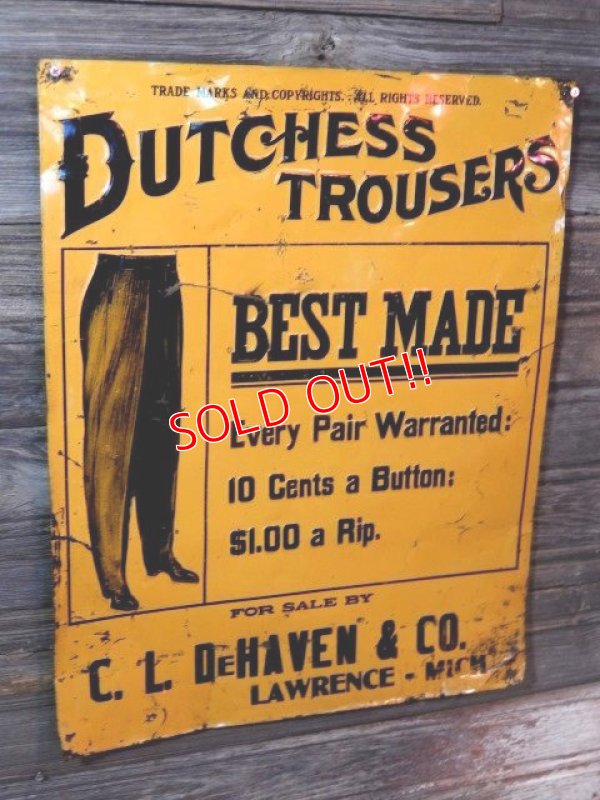 TRADE MARKS AND COPYRIGHTS. ALL RIGHTS RESERVED.
DUTCHESS
TROUSERS
BEST MADE
SOLD OUT!!
Every Pair Warranted:
10 Cents a Button:
$1.00 a Rip.
FOR SALE BY
C. L. DEHAVEN & CO.
LAWRENCE - MICH